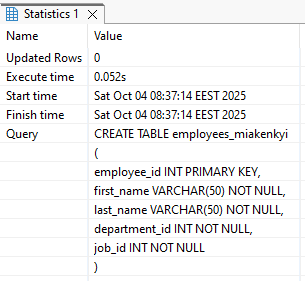 Statistics 1
Name Value
Updated Rows 0
Execute time 0.052s
Start time Sat Oct 04 08:37:14 EEST 2025
Finish time Sat Oct 04 08:37:14 EEST 2025
Query CREATE TABLE employees_miakenkyi
(
employee_id INT PRIMARY KEY,
first_name VARCHAR(50) NOT NULL,
last_name VARCHAR(50) NOT NULL,
department_id INT NOT NULL,
job_id INT NOT NULL
)